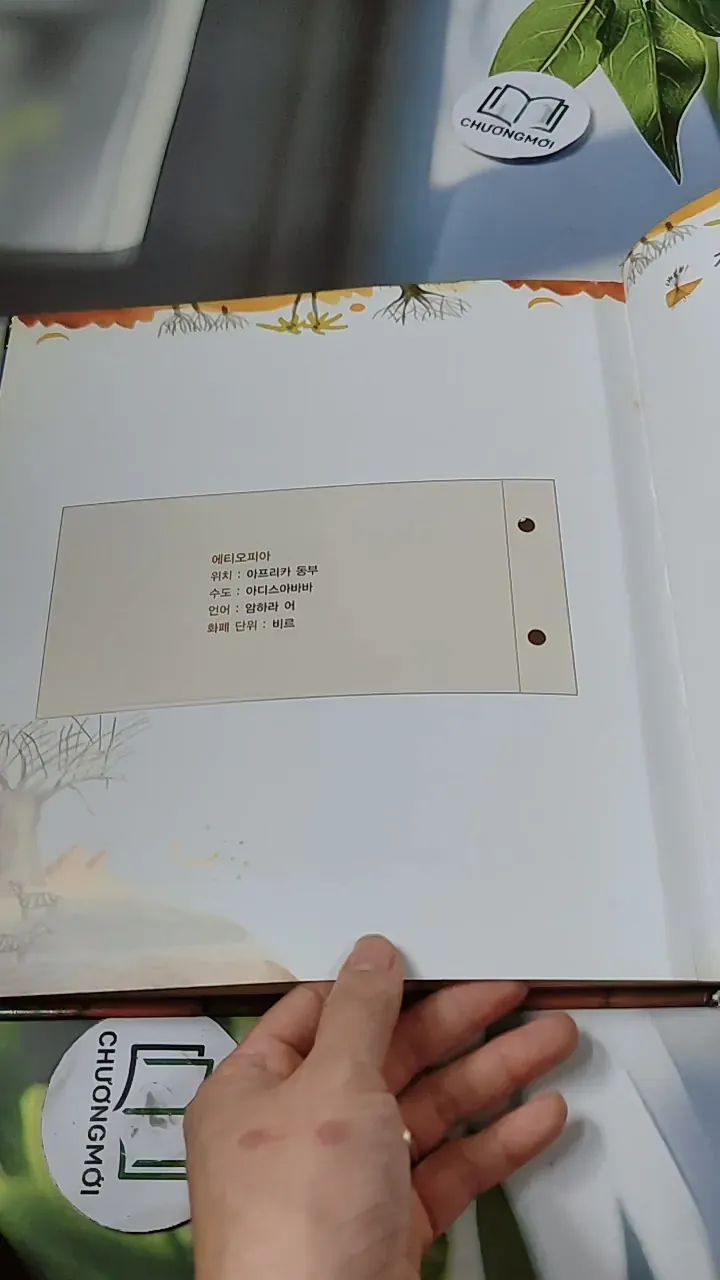 CHƯƠNGMỚI
에티오피아
위치 : 아프리카 동부
수도 : 아디스아바바
언어 : 암하라 어
화폐 단위 : 비르
CHƯƠNGMỚI